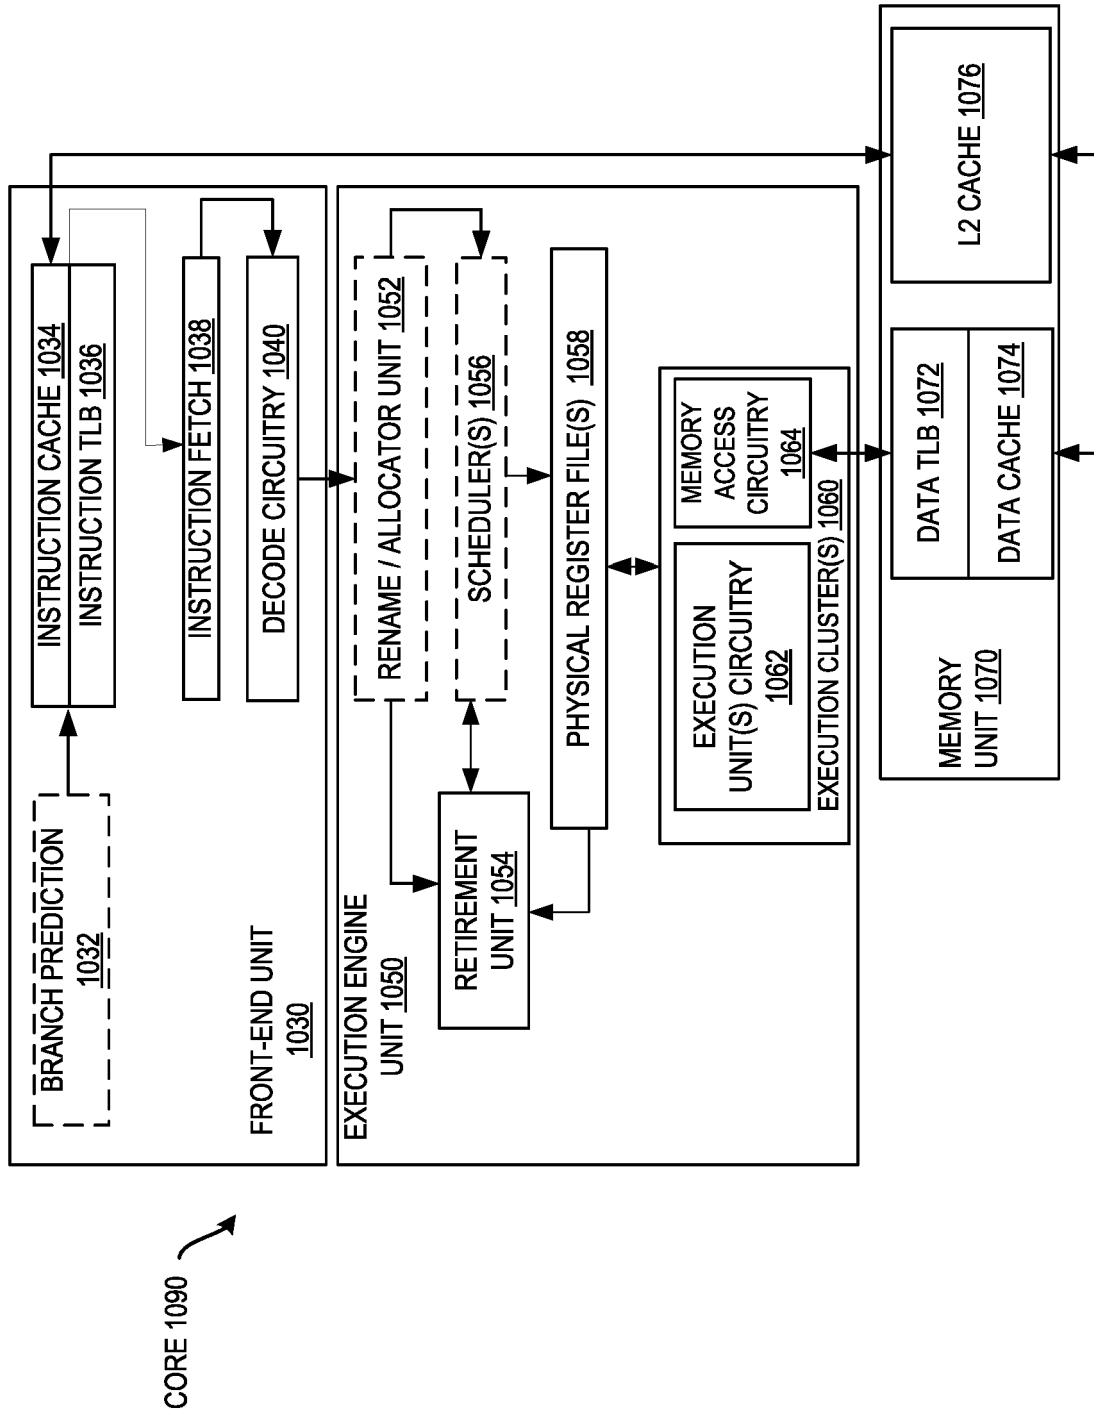 CORE 1090
BRANCH PREDICTION
1032
INSTRUCTION CACHE 1034
INSTRUCTION TLB 1036
INSTRUCTION FETCH 1038
DECODE CIRCUITRY 1040
FRONT-END UNIT
1030
EXECUTION ENGINE
UNIT 1050
RENAME / ALLOCATOR UNIT 1052
SCHEDULER(S) 1056
RETIREMENT
UNIT 1054
PHYSICAL REGISTER FILE(S) 1058
EXECUTION
UNIT(S) CIRCUITRY
1062
MEMORY
ACCESS
CIRCUITRY
1064
EXECUTION CLUSTER(S) 1060
MEMORY
UNIT 1070
DATA TLB 1072
DATA CACHE 1074
L2 CACHE 1076